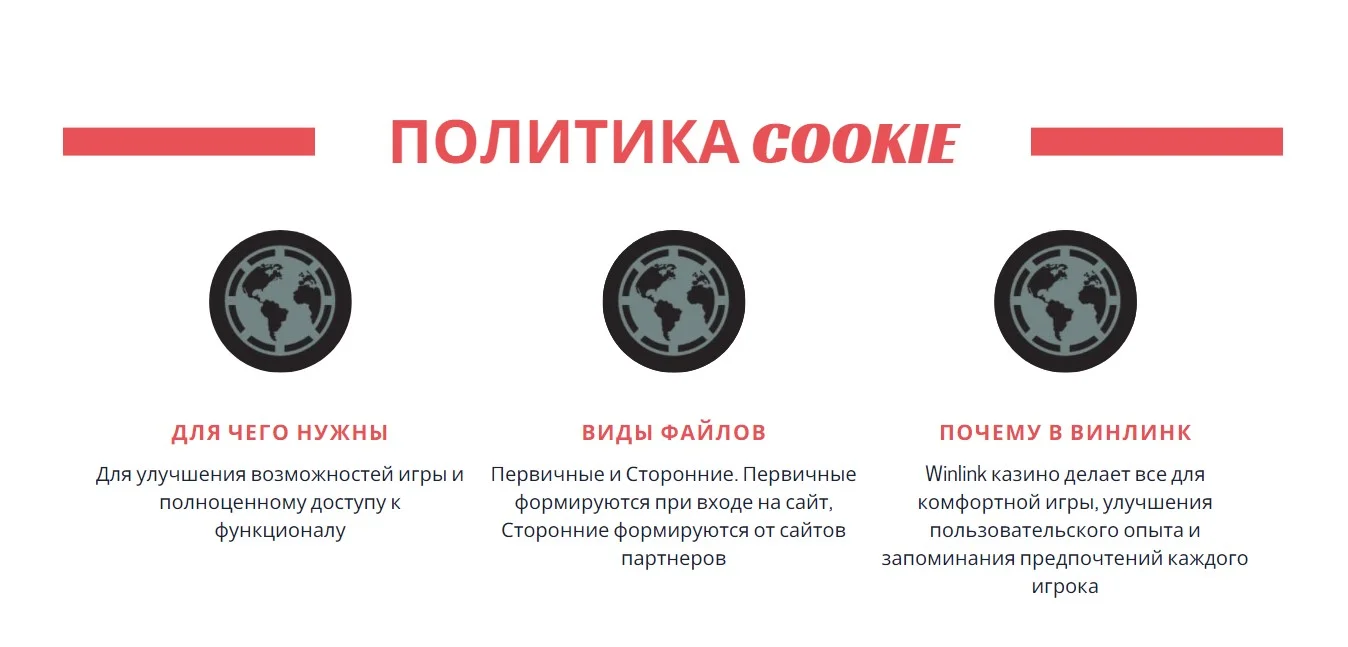 ПОЛИТИКА COOKIE
ДЛЯ ЧЕГО НУЖНЫ
Для улучшения возможностей игры и
полноценному доступу к
функционалу
ВИДЫ ФАЙЛОВ
Первичные и Сторонние. Первичные
формируются при входе на сайт,
Сторонние формируются от сайтов
партнеров
ПОЧЕМУ В ВИНЛИНК
Winlink казино делает все для
комфортной игры, улучшения
пользовательского опыта и
запоминания предпочтений каждого
игрока